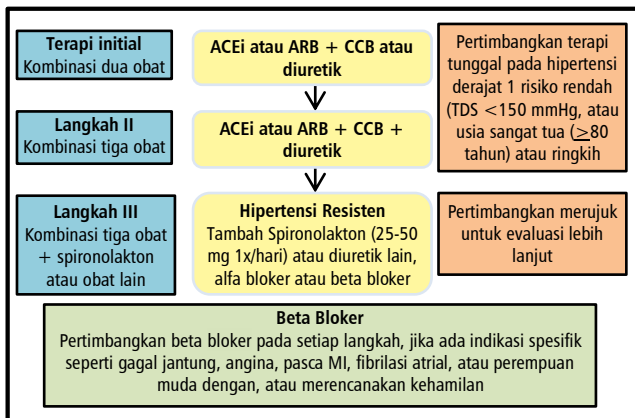 Terapi initial
Kombinasi dua obat
ACEi atau ARB + CCB atau
diuretik
Pertimbangkan terapi
tunggal pada hipertensi
derajat 1 risiko rendah
(TDS <150 mmHg, atau
usia sangat tua (≥80
tahun) atau ringkih
Langkah II
Kombinasi tiga obat
ACEi atau ARB + CCB +
diuretik
Langkah III
Kombinasi tiga obat
+ spironolakton
atau obat lain
Hipertensi Resisten
Tambah Spironolakton (25-50
mg 1x/hari) atau diuretik lain,
alfa bloker atau beta bloker
Pertimbangkan merujuk
untuk evaluasi lebih
lanjut
Beta Bloker
Pertimbangkan beta bloker pada setiap langkah, jika ada indikasi spesifik
seperti gagal jantung, angina, pasca MI, fibrilasi atrial, atau perempuan
muda dengan, atau merencanakan kehamilan